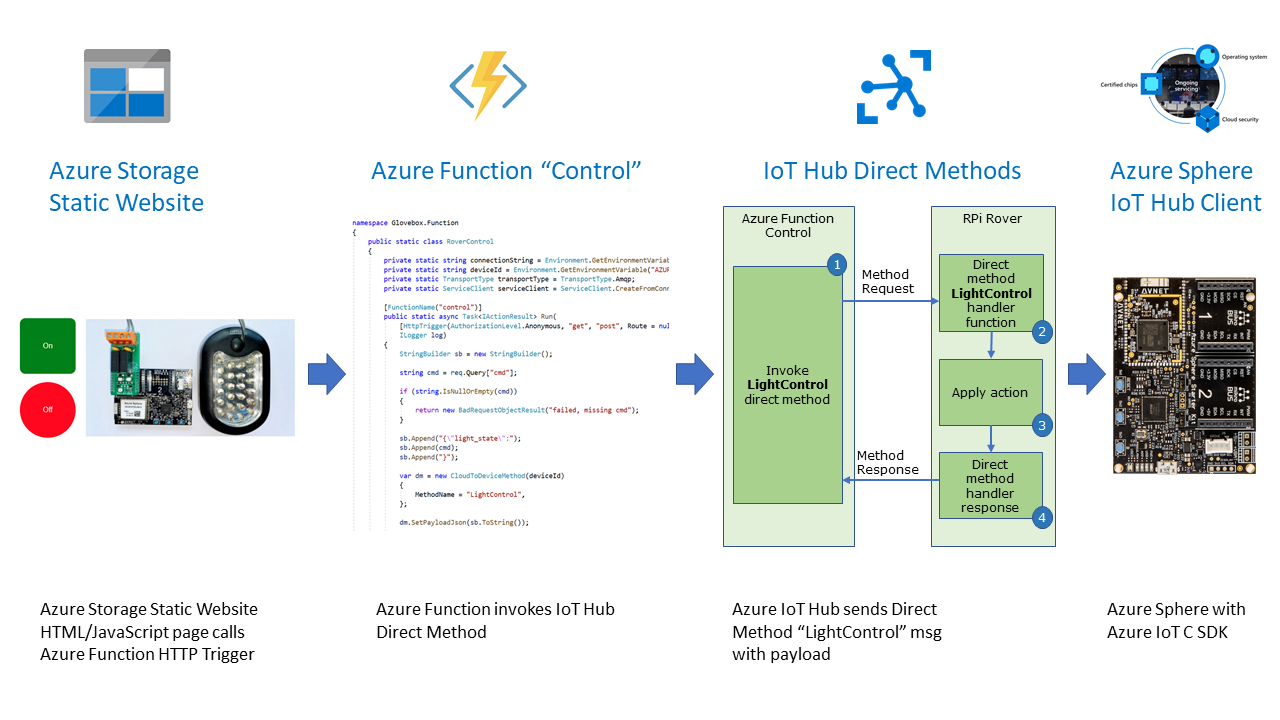 Azure Storage
Static Website
Azure Function “Control”
IoT Hub Direct Methods
Azure Sphere
IoT Hub Client
Operating system
Certified chips
Ongoing
servicing
Cloud security
On
Off
namespace Glovebox.Function
{
public static class RoverControl
{
private static string connectionString = Environment.GetEnvironmentVariab
private static string deviceId = Environment.GetEnvironmentVariable("AZUR
private static TransportType transportType = TransportType.Amqp;
private static ServiceClient serviceClient = ServiceClient.CreateFromConn
[FunctionName("control")]
public static async Task<IActionResult> Run(
[HttpTrigger(AuthorizationLevel.Anonymous, "get", "post", Route = nul
ILogger log)
{
StringBuilder sb = new StringBuilder();
string cmd = req.Query["cmd"];
if (string.IsNullOrEmpty(cmd))
{
return new BadRequestObjectResult("failed, missing cmd");
}
sb.Append("{\"light_state\":");
sb.Append(cmd);
sb.Append("}");
var dm = new CloudToDeviceMethod(deviceId)
{
MethodName = "LightControl",
};
dm.SetPayloadJson(sb.ToString());
Azure Function
Control
1
Invoke
LightControl
direct method
Method
Request
Method
Response
RPi Rover
Direct
method
LightControl
handler
function
2
Apply action
3
Direct
method
handler
response
4
AVNET
1
BUS
2
BUS
Azure Storage Static Website
HTML/JavaScript page calls
Azure Function HTTP Trigger
Azure Function invokes IoT Hub
Direct Method
Azure IoT Hub sends Direct
Method “LightControl” msg
with payload
Azure Sphere with
Azure IoT C SDK